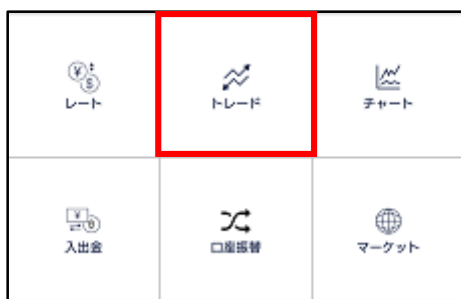 レート
トレード
チャート
入出金
口座振替
マーケット